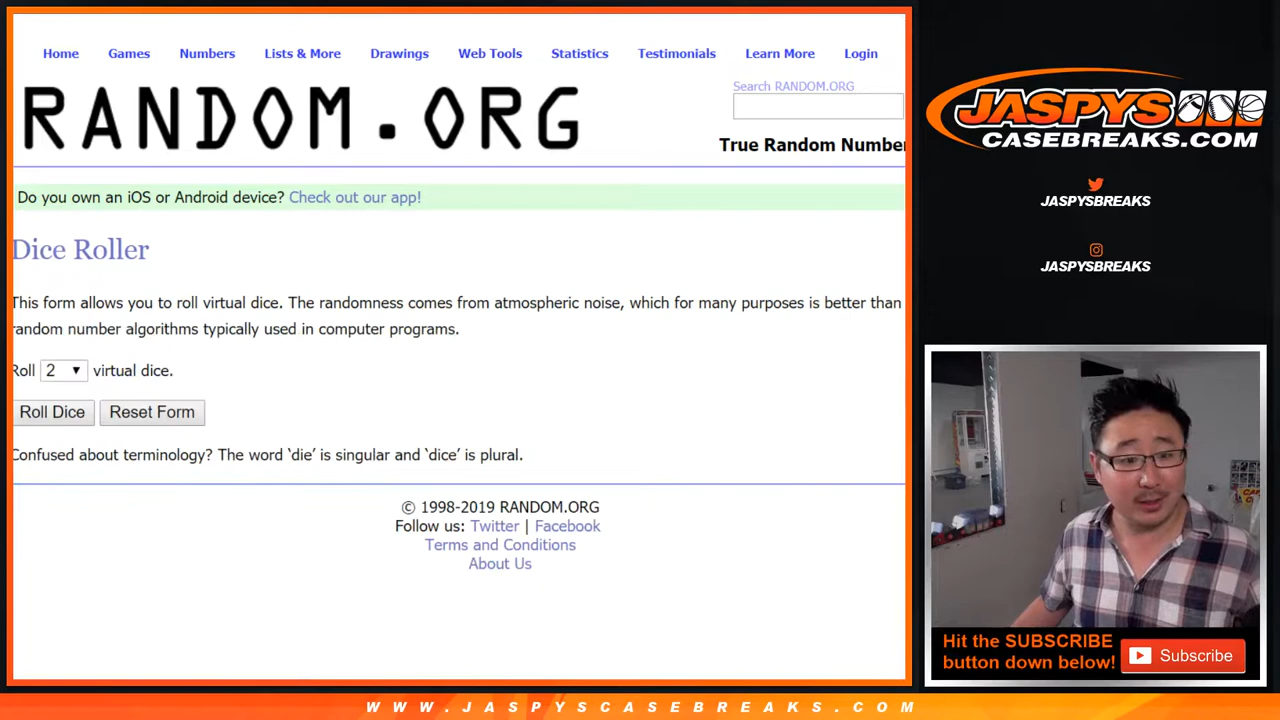 Home Games Numbers Lists & More Drawings Web Tools Statistics Testimonials Learn More Login
RANDOM.ORG
Search RANDOM.ORG
True Random Number
Do you own an iOS or Android device? Check out our app!
Dice Roller
This form allows you to roll virtual dice. The randomness comes from atmospheric noise, which for many purposes is better than
random number algorithms typically used in computer programs.
Roll 2 virtual dice.
Roll Dice Reset Form
Confused about terminology? The word ‘die’ is singular and ‘dice’ is plural.
© 1998-2019 RANDOM.ORG
Follow us: Twitter | Facebook
Terms and Conditions
About Us
JASPYS
CASEBREAKS.COM
JASPYSBREAKS
JASPYSBREAKS
Hit the SUBSCRIBE
button down below!
Subscribe
WWW.JASPYSCASEBREAKS.COM